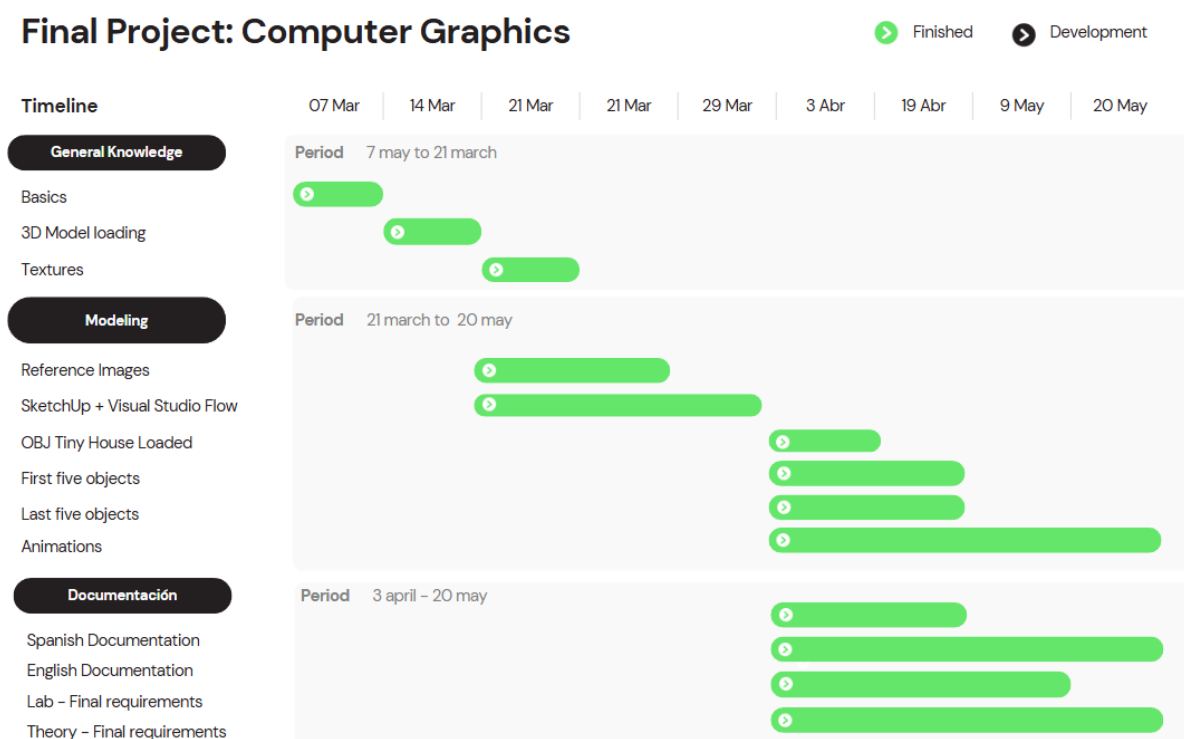 Final Project: Computer Graphics
Finished
Development
Timeline
07 Mar
14 Mar
21 Mar
21 Mar
29 Mar
3 Abr
19 Abr
9 May
20 May
General Knowledge
Period 7 may to 21 march
Basics
3D Model loading
Textures
Modeling
Period 21 march to 20 may
Reference Images
SketchUp + Visual Studio Flow
OBJ Tiny House Loaded
First five objects
Last five objects
Animations
Documentación
Period 3 april - 20 may
Spanish Documentation
English Documentation
Lab - Final requirements
Theory - Final requirements